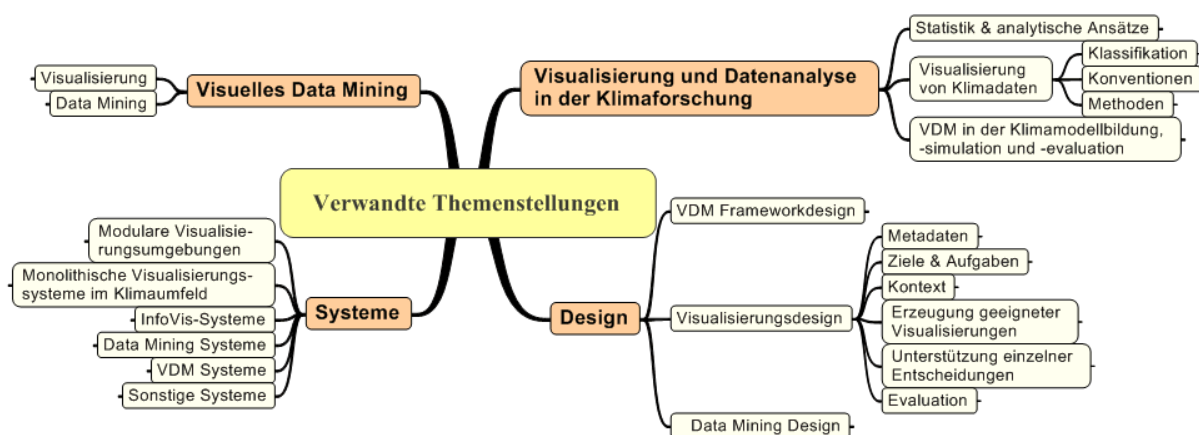 Verwandte Themenstellungen
Visuelles Data Mining
Visualisierung
Data Mining
Visualisierung und Datenanalyse
in der Klimaforschung
Statistik & analytische Ansätze
Visualisierung
von Klimadaten
Klassifikation
Konventionen
Methoden
VDM in der Klimamodellbildung,
-simulation und -evaluation
Systeme
Modulare Visualisie-
rungsumgebungen
Monolithische Visualisierungs-
systeme im Klimaumfeld
InfoVis-Systeme
Data Mining Systeme
VDM Systeme
Sonstige Systeme
Design
VDM Frameworkdesign
Visualisierungsdesign
Metadaten
Ziele & Aufgaben
Kontext
Erzeugung geeigneter
Visualisierungen
Unterstützung einzelner
Entscheidungen
Evaluation
Data Mining Design